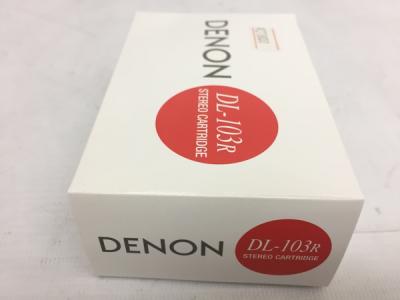 DENON
DL-103R
STEREO CARTRIDGE
DENON
DL-103R
STEREO CARTRIDGE